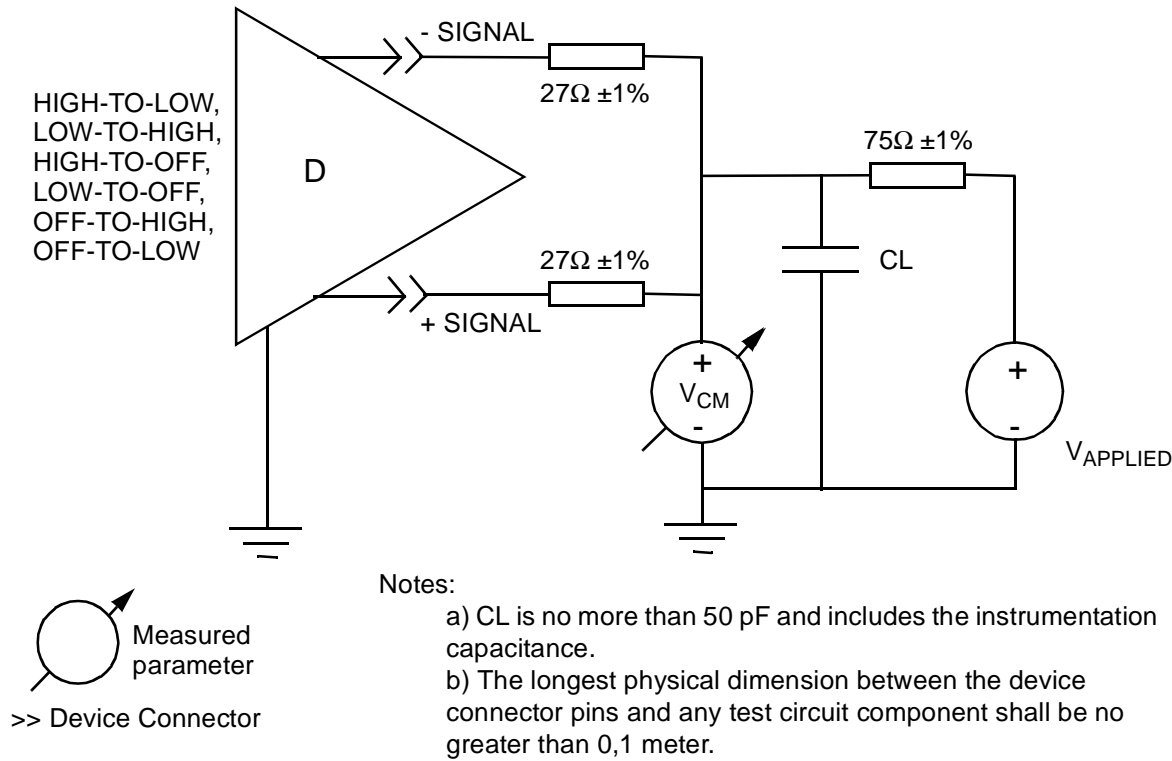 - SIGNAL
27Ω ±1%
HIGH-TO-LOW,
LOW-TO-HIGH,
HIGH-TO-OFF,
LOW-TO-OFF,
OFF-TO-HIGH,
OFF-TO-LOW
D
75Ω ±1%
CL
27Ω ±1%
+ SIGNAL
+
VCM
-
+
-
VAPPLIED
Measured
parameter
>> Device Connector
Notes:
a) CL is no more than 50 pF and includes the instrumentation
capacitance.
b) The longest physical dimension between the device
connector pins and any test circuit component shall be no
greater than 0,1 meter.